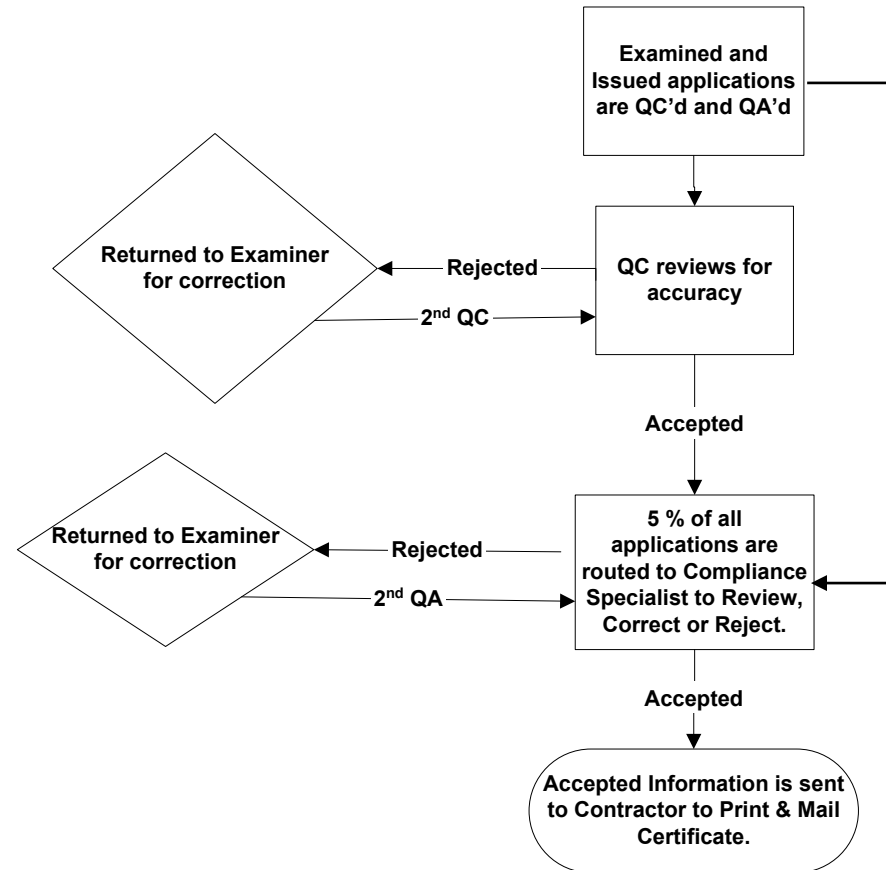 Examined and
Issued applications
are QC’d and QA’d
Returned to Examiner
for correction
Rejected
QC reviews for
accuracy
2nd QC
Accepted
Returned to Examiner
for correction
Rejected
5 % of all
applications are
routed to Compliance
Specialist to Review,
Correct or Reject.
2nd QA
Accepted
Accepted Information is sent
to Contractor to Print & Mail
Certificate.